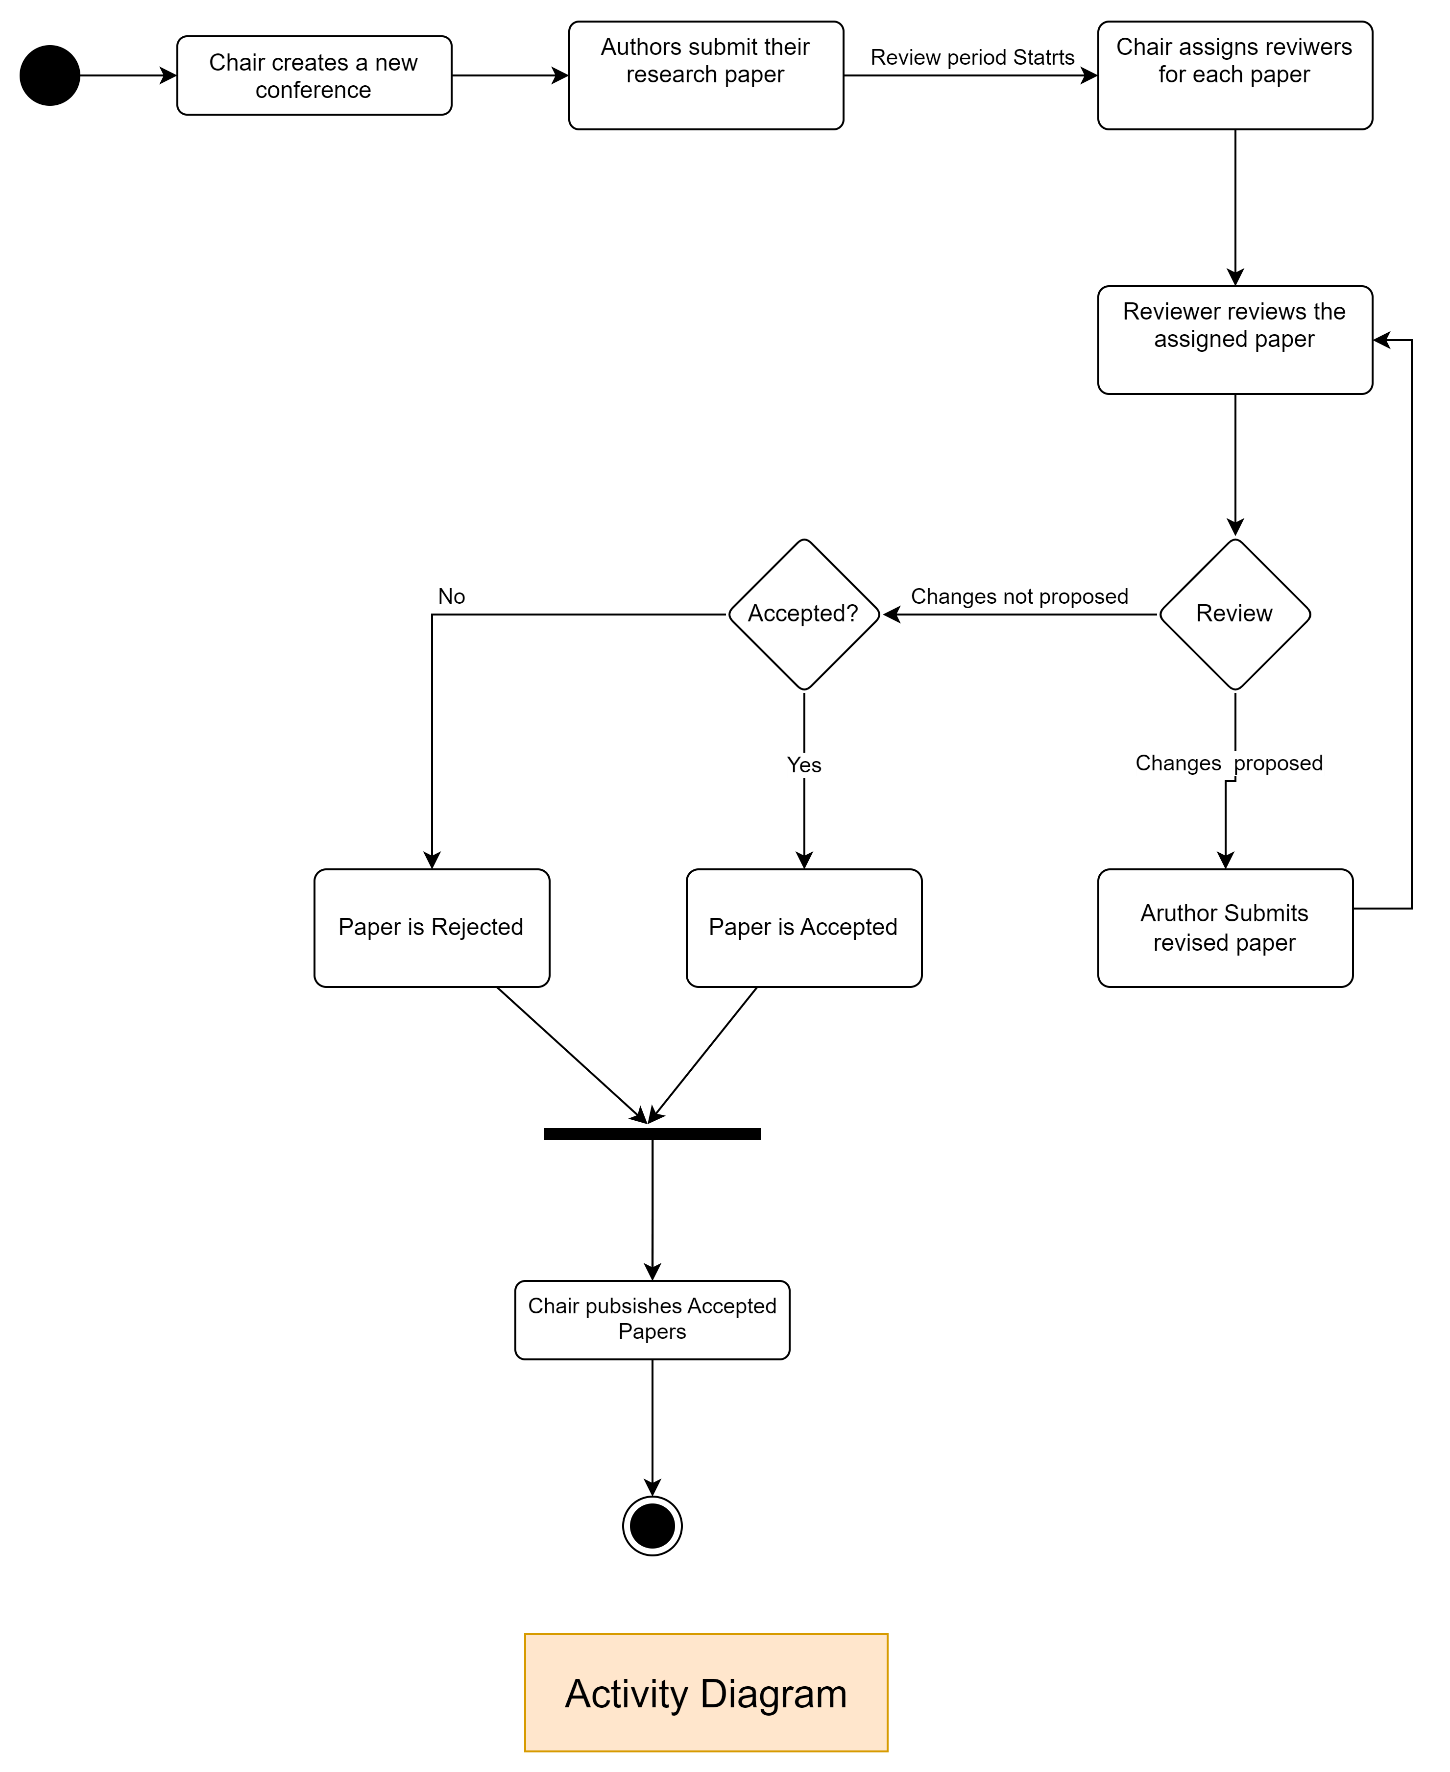 Chair creates a new
conference
Authors submit their
research paper
Review period Statrts
Chair assigns reviwers
for each paper
Reviewer reviews the
assigned paper
Review
Changes not proposed
Accepted?
No
Yes
Changes  proposed
Paper is Rejected
Paper is Accepted
Aruthor Submits
revised paper
Chair pubsishes Accepted
Papers
Activity Diagram